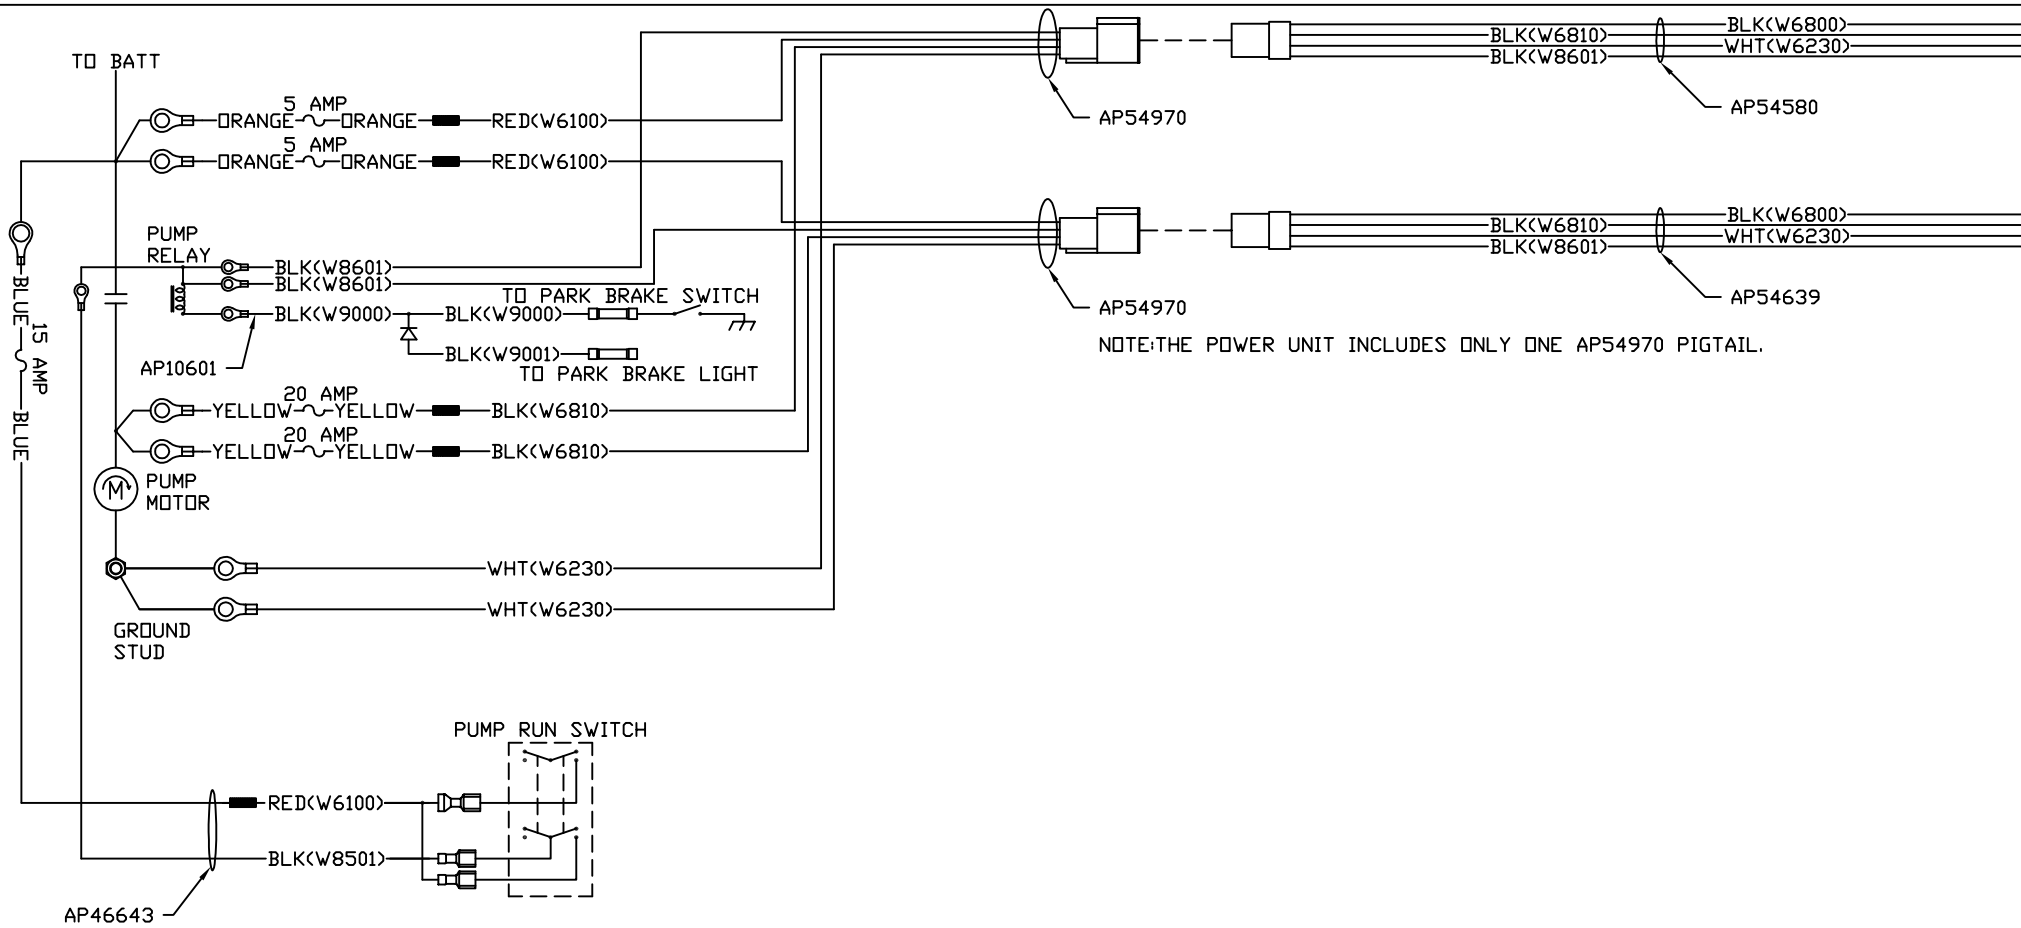 BLK(W6800)
BLK(W6810)
WHT(W6230)
BLK(W8601)
TO BATT
AP54970
AP54580
5 AMP
ORANGE ORANGE RED(W6100)
5 AMP
ORANGE ORANGE RED(W6100)
BLK(W6800)
BLK(W6810)
WHT(W6230)
BLK(W8601)
PUMP
RELAY
BLK(W8601)
BLK(W8601)
TO PARK BRAKE SWITCH
BLK(W9000) BLK(W9000)
AP54970
AP54639
NOTE:THE POWER UNIT INCLUDES ONLY ONE AP54970 PIGTAIL.
BLUE
15 AMP
BLUE
BLK(W9001)
AP10601
TO PARK BRAKE LIGHT
20 AMP
YELLOW YELLOW BLK(W6810)
20 AMP
YELLOW YELLOW BLK(W6810)
M
PUMP
MOTOR
WHT(W6230)
WHT(W6230)
GROUND
STUD
PUMP RUN SWITCH
RED(W6100)
BLK(W8501)
AP46643